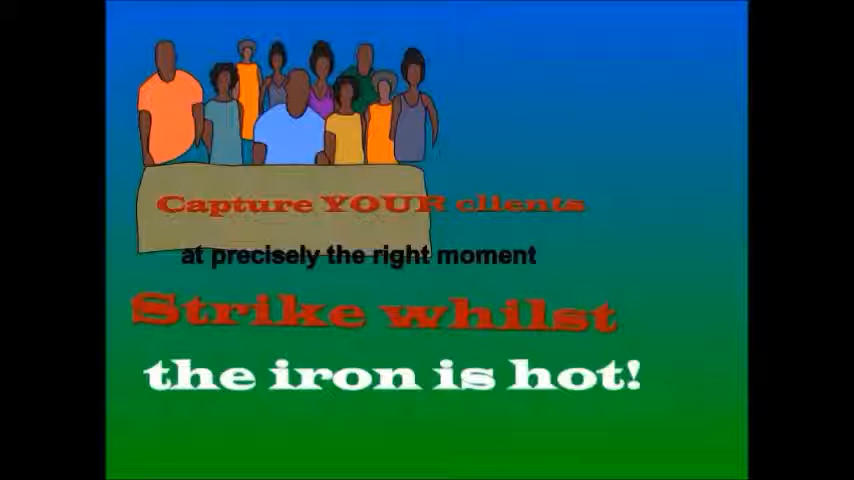 Capture YOUR clients
at precisely the right moment
Strike whilst
the iron is hot!